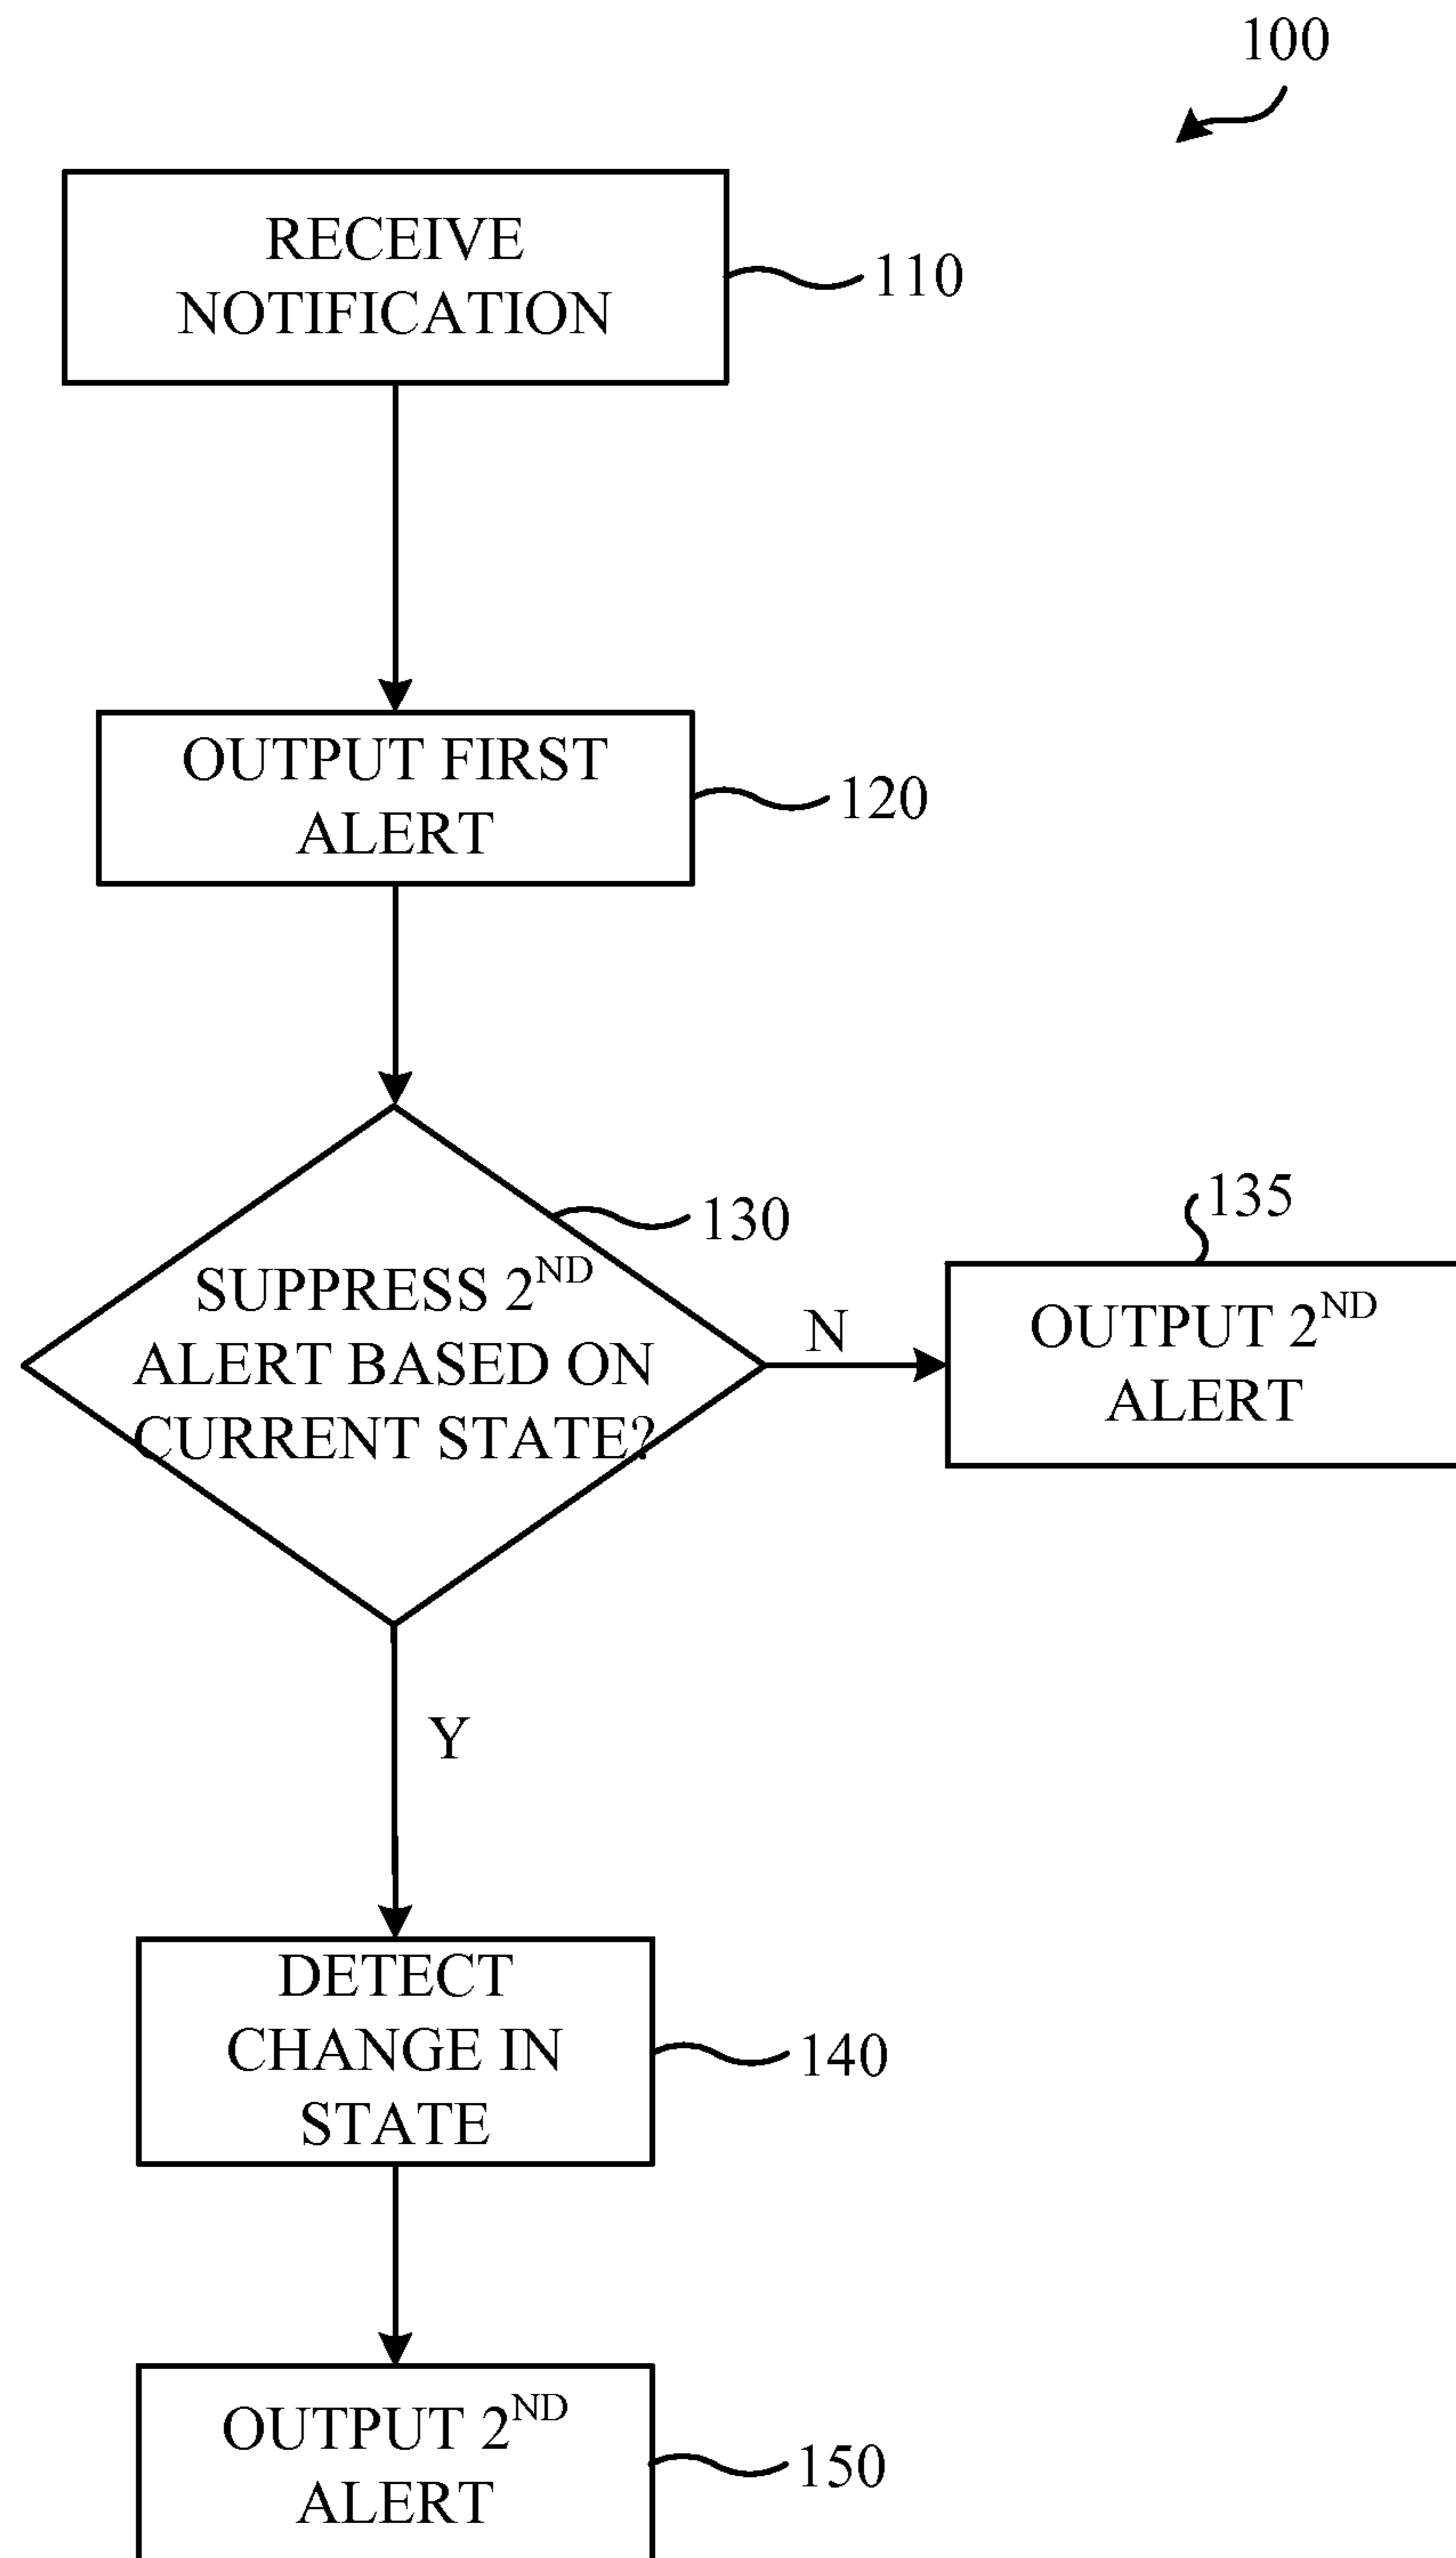 100
RECEIVE
NOTIFICATION
110
OUTPUT FIRST
ALERT
120
130
SUPPRESS 2ND
ALERT BASED ON
CURRENT STATE?
N
135
OUTPUT 2ND
ALERT
Y
DETECT
CHANGE IN
STATE
140
OUTPUT 2ND
ALERT
150